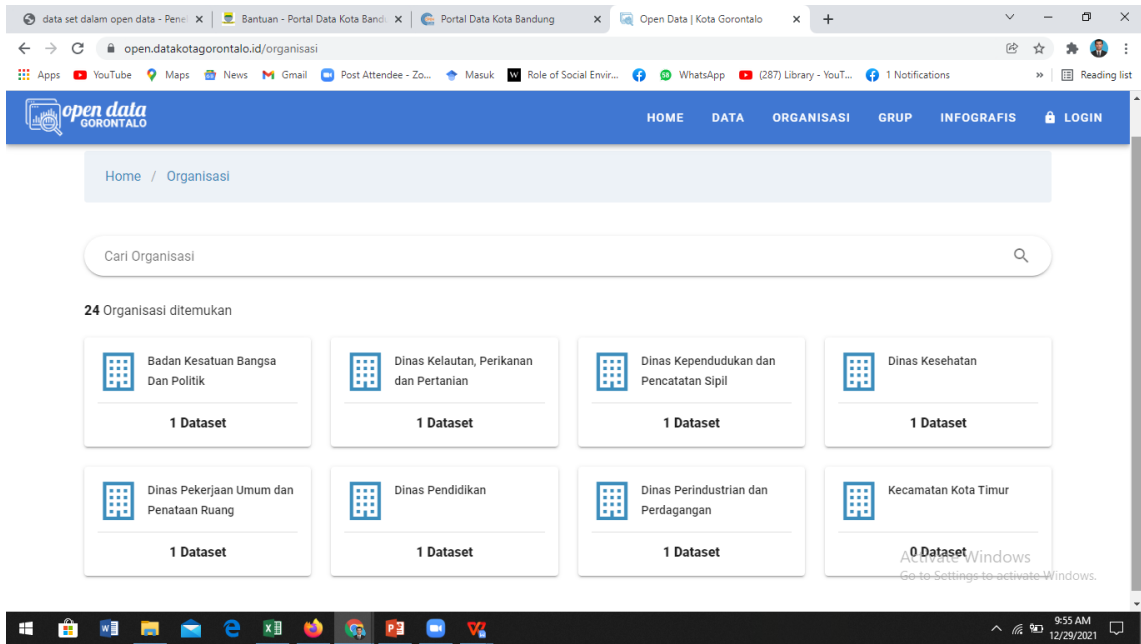 data set dalam open data - Penel
Bantuan - Portal Data Kota Band
Portal Data Kota Bandung
Open Data | Kota Gorontalo
open.datakotagorontalo.id/organisasi
Apps YouTube Maps News Gmail Post Attendee - Zo... Masuk Role of Social Envir... WhatsApp (287) Library - YouT... 1 Notifications » Reading list
open data
GORONTALO
HOME DATA ORGANISASI GRUP INFOGRAFIS LOGIN
Home / Organisasi
Cari Organisasi
24 Organisasi ditemukan
Badan Kesatuan Bangsa
Dan Politik
1 Dataset
Dinas Kelautan, Perikanan
dan Pertanian
1 Dataset
Dinas Kependudukan dan
Pencatatan Sipil
1 Dataset
Dinas Kesehatan
1 Dataset
Dinas Pekerjaan Umum dan
Penataan Ruang
1 Dataset
Dinas Pendidikan
1 Dataset
Dinas Perindustrian dan
Perdagangan
1 Dataset
Kecamatan Kota Timur
0 Dataset
Activate Windows
Go to Settings to activate Windows.
9:55 AM
12/29/2021